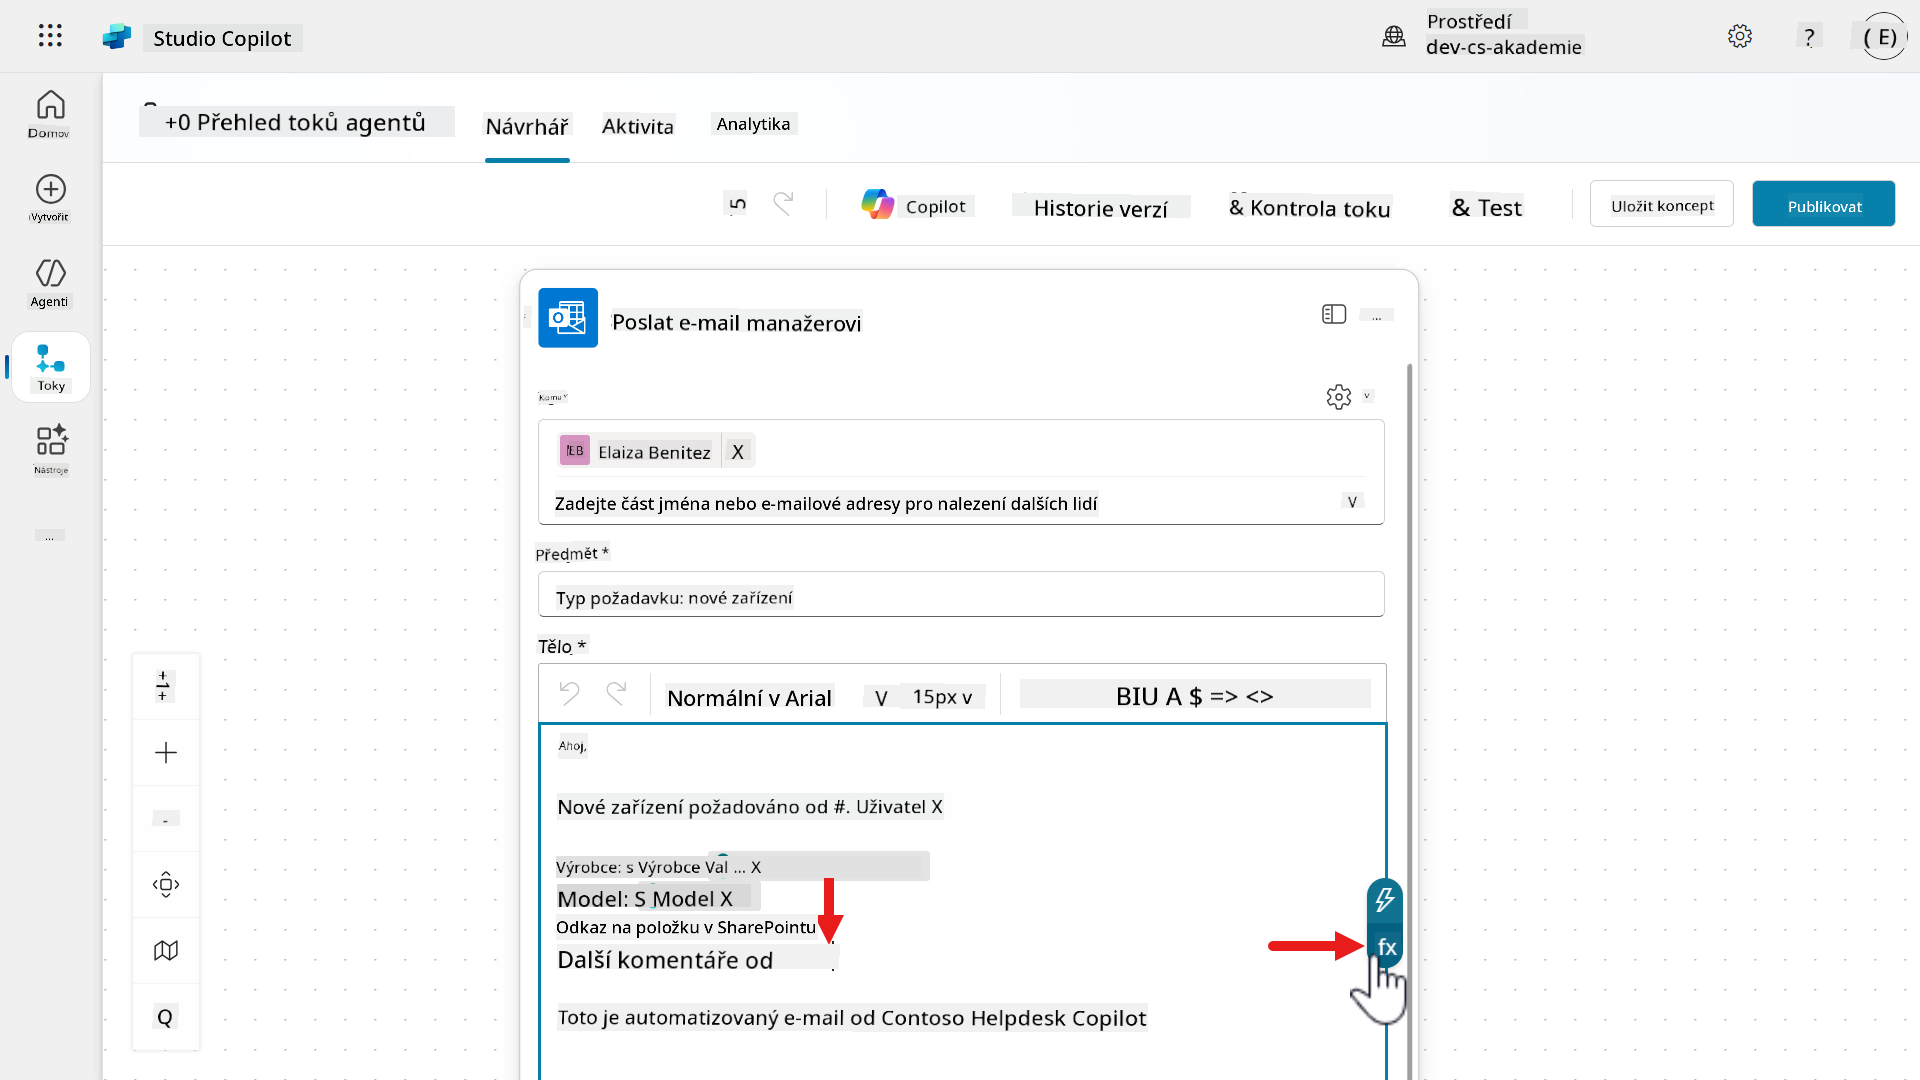 Studio Copilot
Prostředí
dev-cs-akademie
?
( E)
Domov
Vytvořit
Agenti
Toky
Nástroje
...
+0 Přehled toků agentů
Návrhář
Aktivita
Analytika
5
Copilot
Historie verzí
& Kontrola toku
& Test
Uložit koncept
Publikovat
Poslat e-mail manažerovi
...
Komu *
v
EB
Elaiza Benitez
X
Zadejte část jména nebo e-mailové adresy pro nalezení dalších lidí
V
Předmět *
Typ požadavku: nové zařízení
Tělo *
Normální v Arial
V
15px v
BIU A $ => <>
Ahoj,
Nové zařízení požadováno od #. Uživatel X
Výrobce: s Výrobce Val ... X
Model: S Model X
Odkaz na položku v SharePointu
Další komentáře od
fx
Toto je automatizovaný e-mail od Contoso Helpdesk Copilot
-
Q